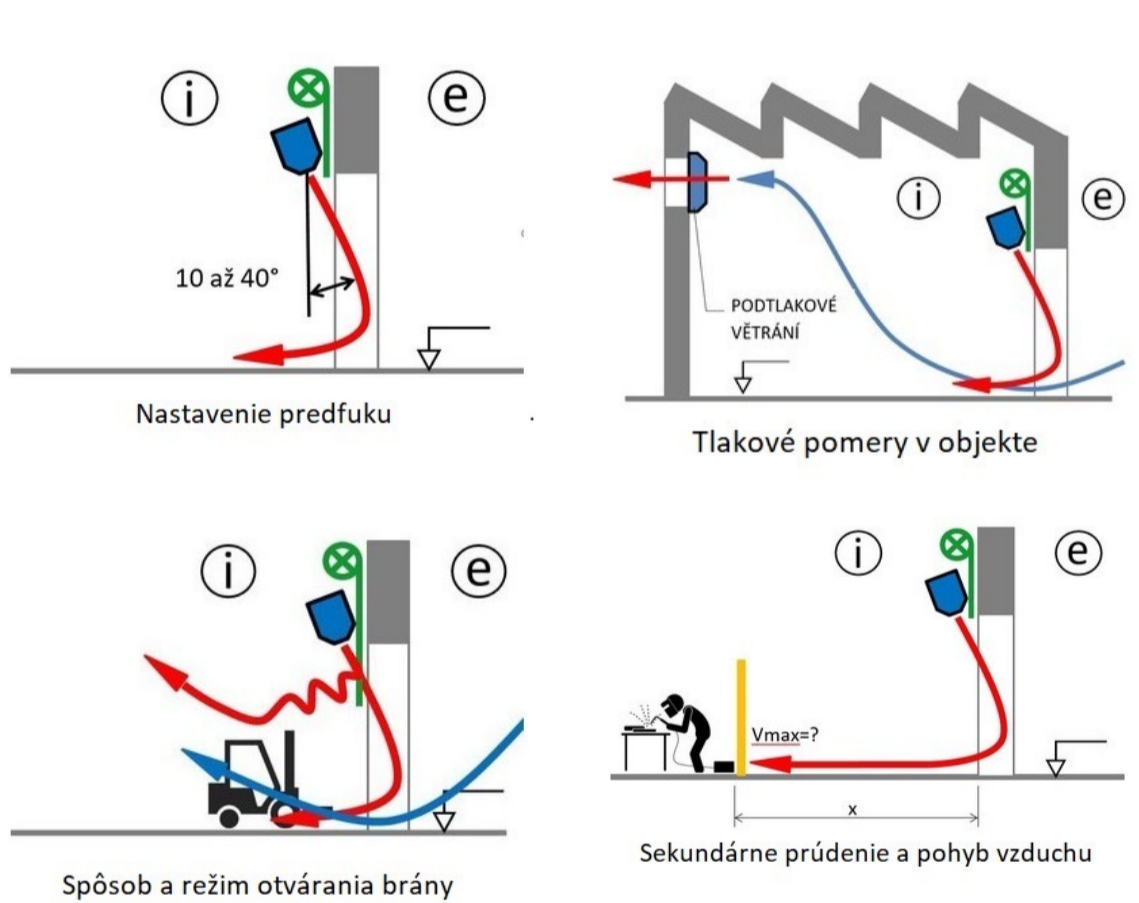 i
e
10 až 40°
Nastavenie predfuku
i
e
PODTLAKOVÉ
VĚTRÁNÍ
Tlakové pomery v objekte
i
e
Spôsob a režim otvárania brány
i
e
Vmax=?
x
Sekundárne prúdenie a pohyb vzduchu